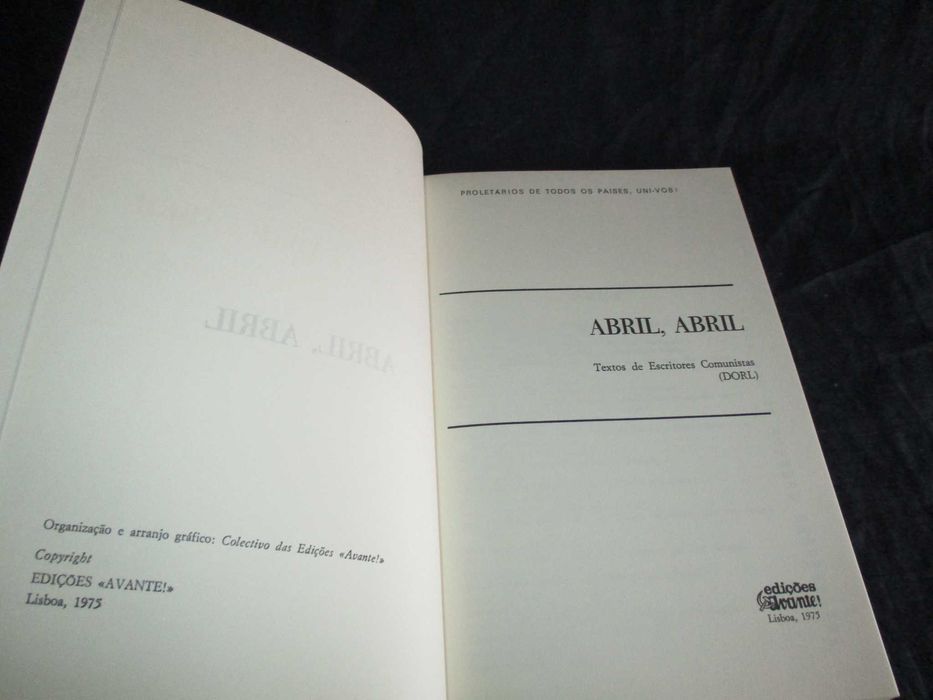 Organização e arranjo gráfico: Colectivo das Edições «Avante!»
Copyright
EDIÇÕES «AVANTE!»
Lisboa, 1975
PROLETÁRIOS DE TODOS OS PAÍSES, UNI-VOS!
ABRIL, ABRIL
Textos de Escritores Comunistas
(DORL)
edições
Avante!
Lisboa, 1975